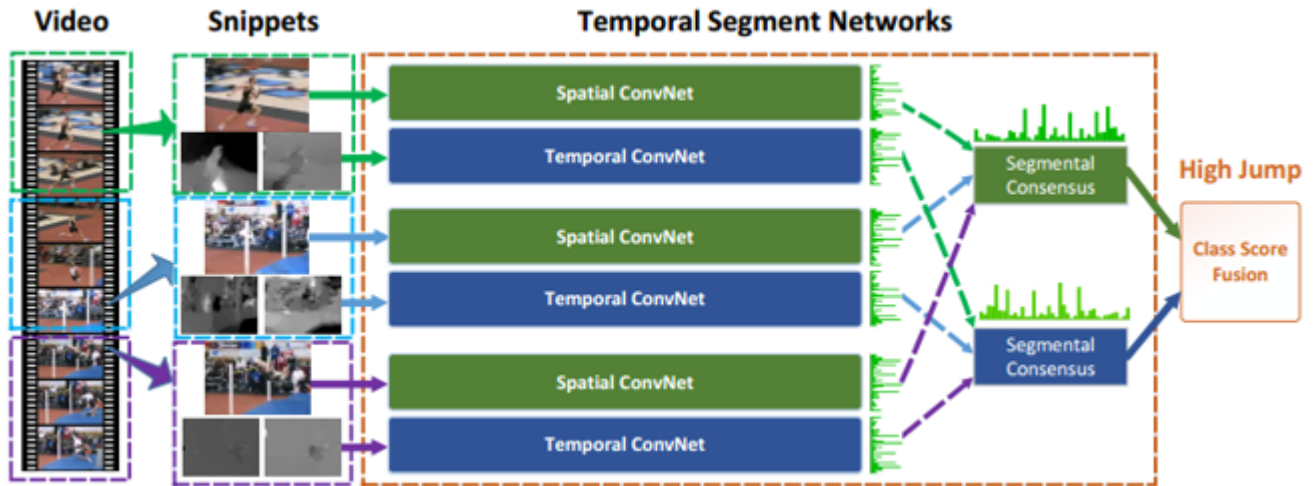 Video
Snippets
Temporal Segment Networks
Spatial ConvNet
Temporal ConvNet
Spatial ConvNet
Temporal ConvNet
Spatial ConvNet
Temporal ConvNet
Segmental
Consensus
Segmental
Consensus
High Jump
Class Score
Fusion